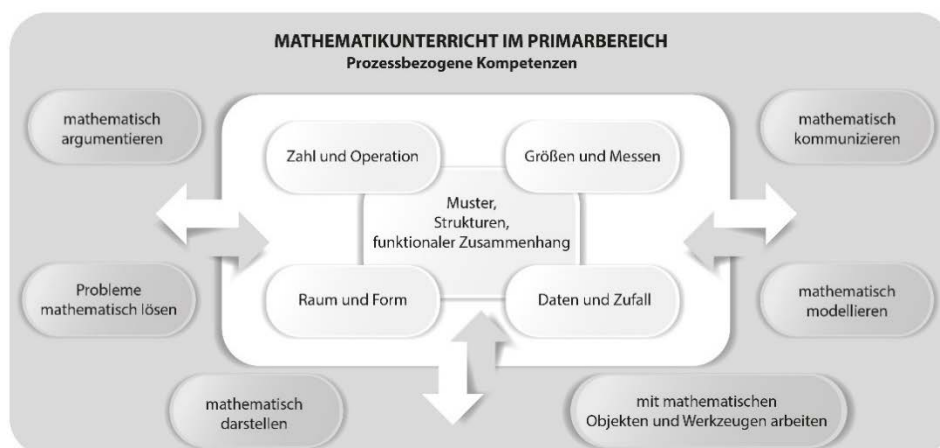 MATHEMATIKUNTERRICHT IM PRIMARBEREICH
Prozessbezogene Kompetenzen
mathematisch
argumentieren
mathematisch
kommunizieren
Zahl und Operation
Größen und Messen
Muster,
Strukturen,
funktionaler Zusammenhang
Raum und Form
Daten und Zufall
Probleme
mathematisch lösen
mathematisch
modellieren
mathematisch
darstellen
mit mathematischen
Objekten und Werkzeugen arbeiten